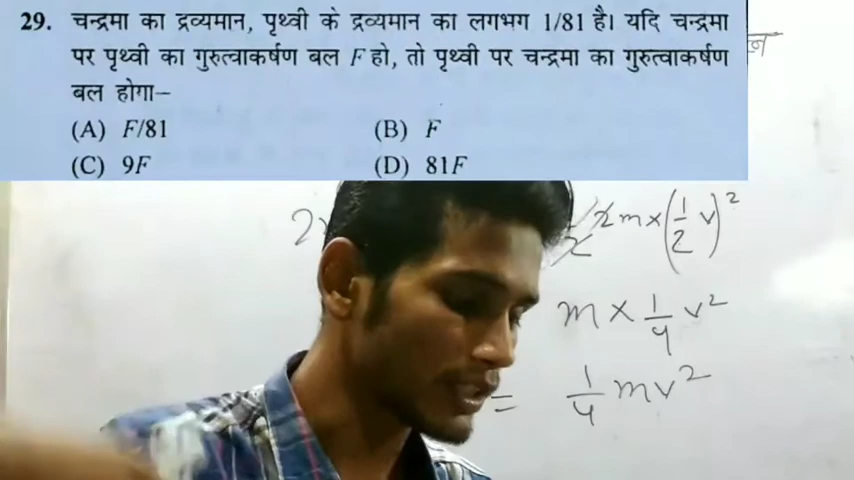 29. चन्द्रमा का द्रव्यमान, पृथ्वी के द्रव्यमान का लगभग 1/81 है। यदि चन्द्रमा
पर पृथ्वी का गुरुत्वाकर्षण बल F हो, तो पृथ्वी पर चन्द्रमा का गुरुत्वाकर्षण
बल होगा–
(A) F/81 (B) F
(C) 9F (D) 81F
2m×(1/2 v)²
m × 1/4 v²
= 1/4 mv²